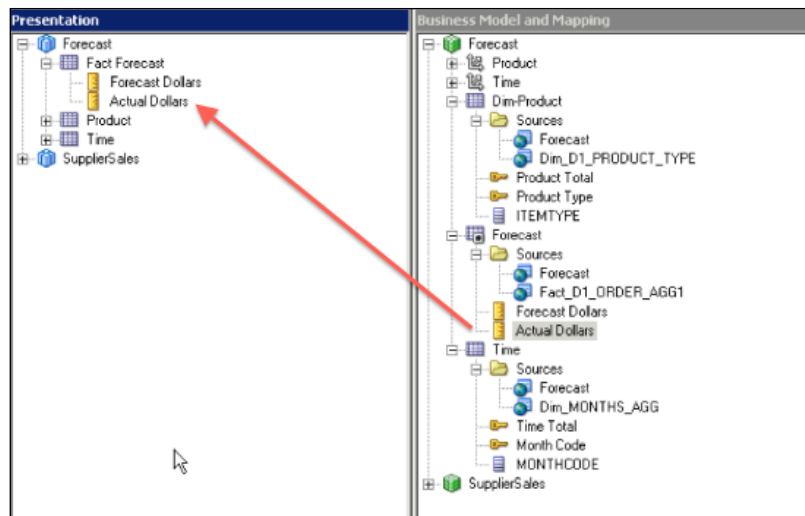 Presentation
Forecast
Fact Forecast
Forecast Dollars
Actual Dollars
Product
Time
SupplierSales
Business Model and Mapping
Forecast
Product
Time
Dim-Product
Sources
Forecast
Dim_D1_PRODUCT_TYPE
Product Total
Product Type
ITEMTYPE
Forecast
Sources
Forecast
Fact_D1_ORDER_AGG1
Forecast Dollars
Actual Dollars
Time
Sources
Forecast
Dim_MONTHS_AGG
Time Total
Month Code
MONTHCODE
SupplierSales